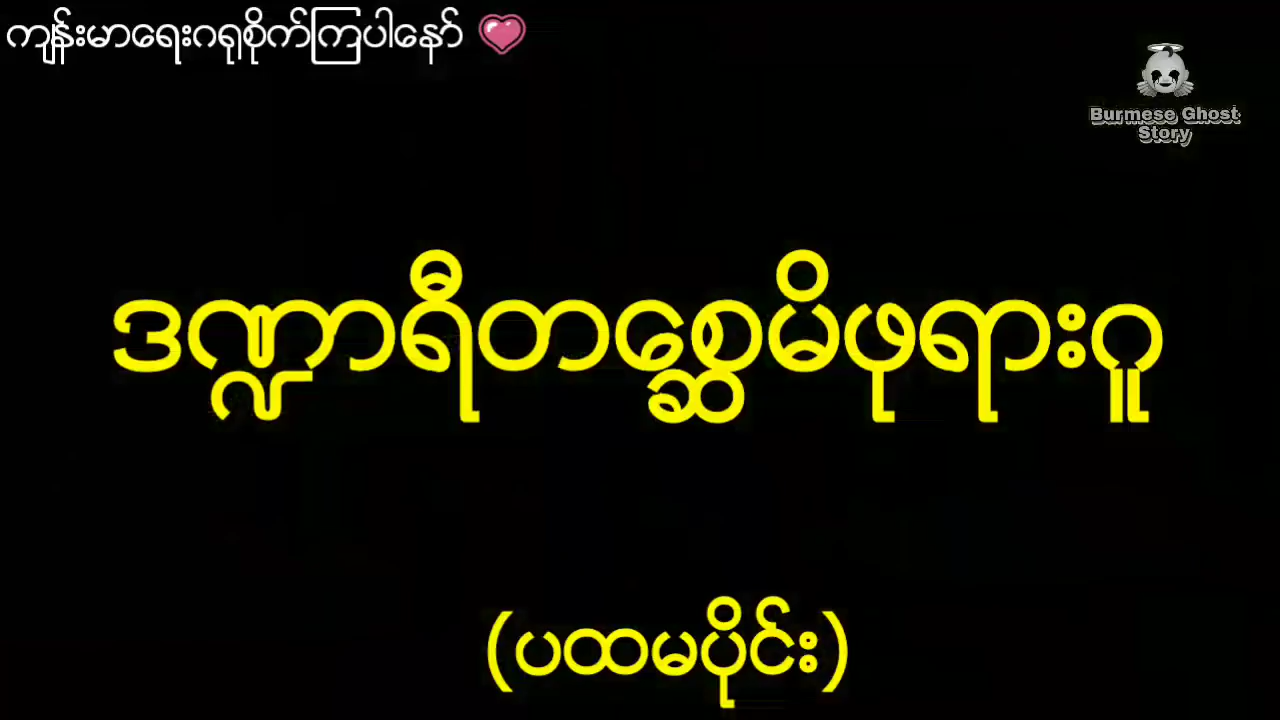 ကျန်းမာရေးဂရုစိုက်ကြပါနော် 💗
Burmese Ghost
Story
ဒဏ္ဍာရီတစ္ဆေမိဖုရားဂူ
(ပထမပိုင်း)